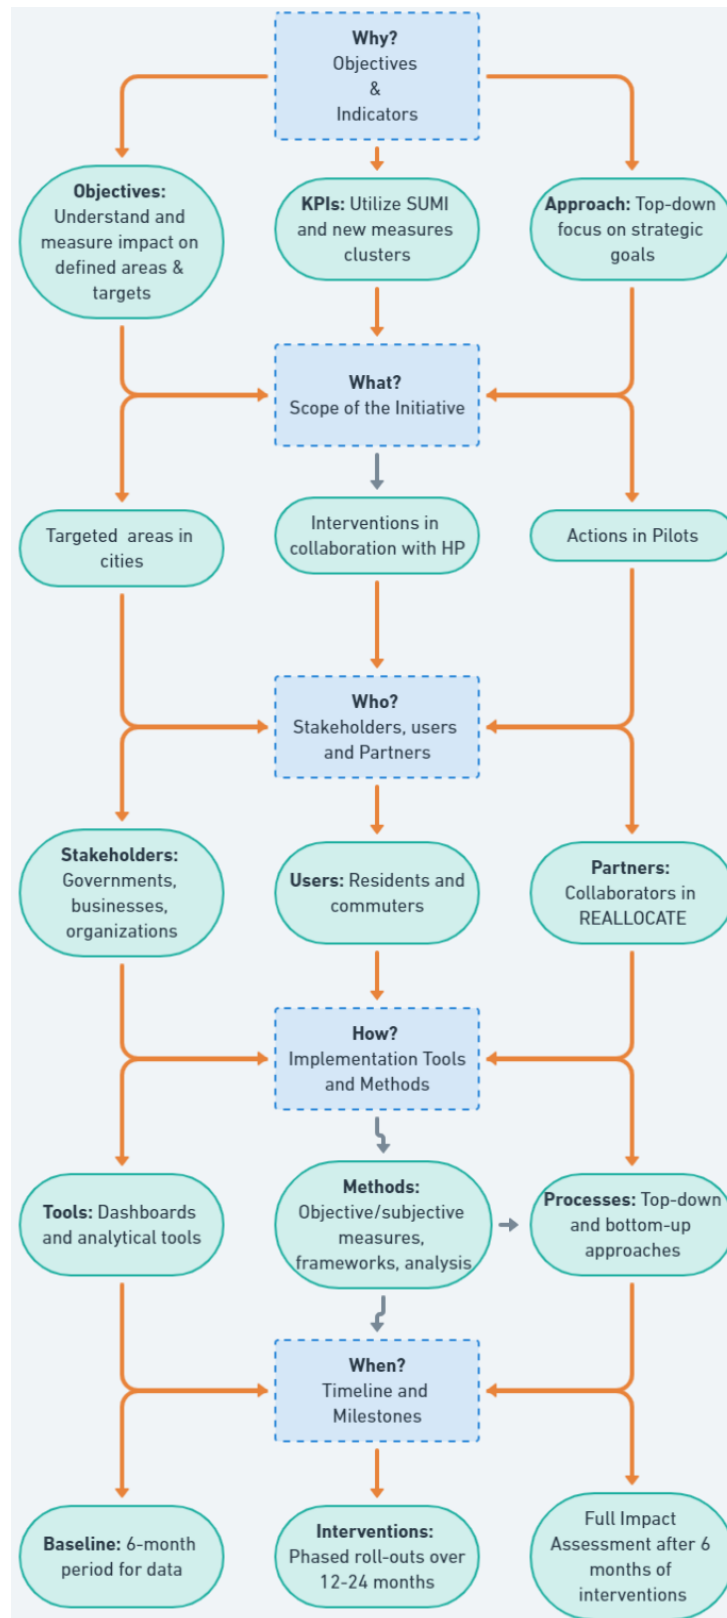 Why?
Objectives
&
Indicators
Objectives:
Understand and
measure impact on
defined areas &
targets
KPIs: Utilize SUMI
and new measures
clusters
Approach: Top-down
focus on strategic
goals
What?
Scope of the Initiative
Targeted areas in
cities
Interventions in
collaboration with HP
Actions in Pilots
Who?
Stakeholders, users
and Partners
Stakeholders:
Governments,
businesses,
organizations
Users: Residents and
commuters
Partners:
Collaborators in
REALLOCATE
How?
Implementation Tools
and Methods
Tools: Dashboards
and analytical tools
Methods:
Objective/subjective
measures,
frameworks, analysis
Processes: Top-down
and bottom-up
approaches
When?
Timeline and
Milestones
Baseline: 6-month
period for data
Interventions:
Phased roll-outs over
12-24 months
Full Impact
Assessment after 6
months of
interventions